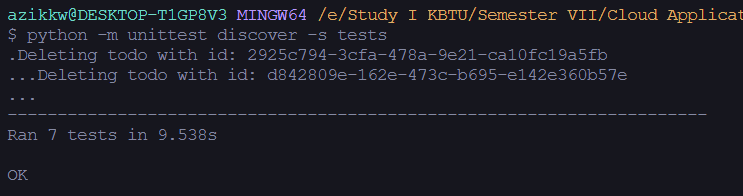 azikkw@DESKTOP-T1GP8V3 MINGW64 /e/Study I KBTU/Semester VII/Cloud Applicat
$ python -m unittest discover -s tests
.Deleting todo with id: 2925c794-3cfa-478a-9e21-ca10fc19a5fb
...Deleting todo with id: d842809e-162e-473c-b695-e142e360b57e
...
----------------------------------------------------------------------
Ran 7 tests in 9.538s
OK